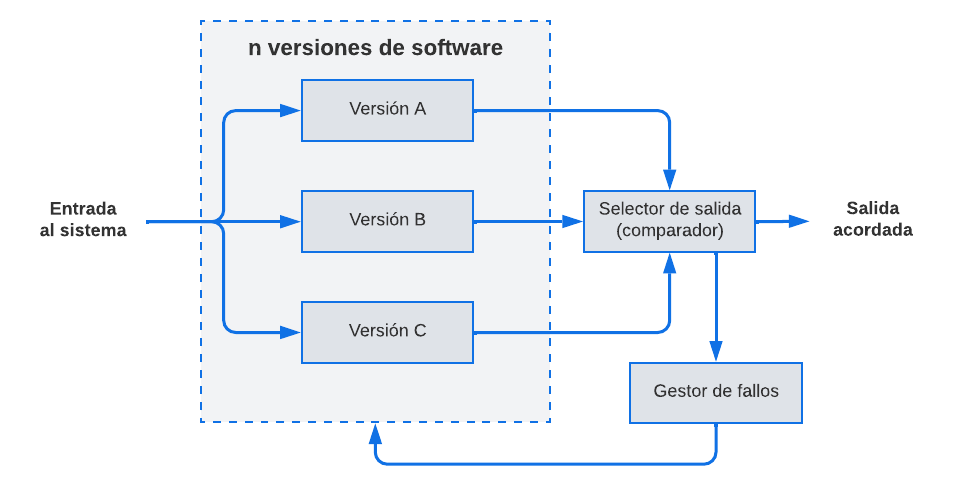 n versiones de software
Versión A
Entrada
al sistema
Versión B
Selector de salida
(comparador)
Salida
acordada
Versión C
Gestor de fallos